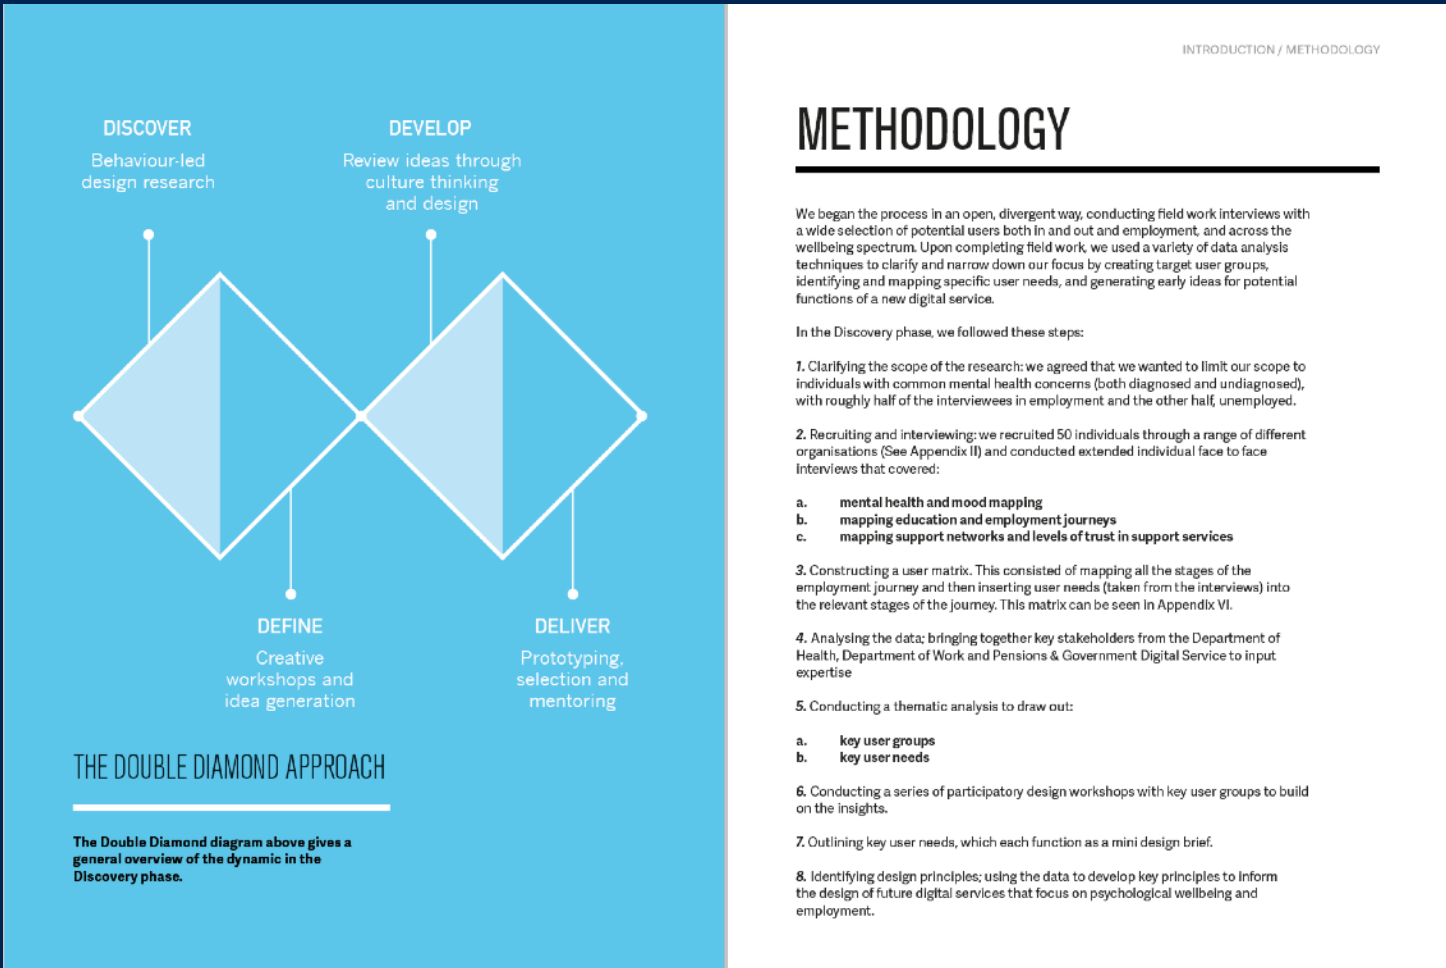 DISCOVER
Behaviour-led
design research
DEVELOP
Review ideas through
culture thinking
and design
DEFINE
Creative
workshops and
idea generation
DELIVER
Prototyping,
selection and
mentoring
THE DOUBLE DIAMOND APPROACH
The Double Diamond diagram above gives a
general overview of the dynamic in the
Discovery phase.
INTRODUCTION / METHODOLOGY
METHODOLOGY
We began the process in an open, divergent way, conducting field work interviews with
a wide selection of potential users both in and out and employment, and across the
wellbeing spectrum. Upon completing field work, we used a variety of data analysis
techniques to clarify and narrow down our focus by creating target user groups,
identifying and mapping specific user needs, and generating early ideas for potential
functions of a new digital service.
In the Discovery phase, we followed these steps:
1. Clarifying the scope of the research: we agreed that we wanted to limit our scope to
individuals with common mental health concerns (both diagnosed and undiagnosed),
with roughly half of the interviewees in employment and the other half, unemployed.
2. Recruiting and interviewing: we recruited 50 individuals through a range of different
organisations (See Appendix II) and conducted extended individual face to face
interviews that covered:
a. mental health and mood mapping
b. mapping education and employment journeys
c. mapping support networks and levels of trust in support services
3. Constructing a user matrix. This consisted of mapping all the stages of the
employment journey and then inserting user needs (taken from the interviews) into
the relevant stages of the journey. This matrix can be seen in Appendix VI.
4. Analysing the data; bringing together key stakeholders from the Department of
Health, Department of Work and Pensions & Government Digital Service to input
expertise
5. Conducting a thematic analysis to draw out:
a. key user groups
b. key user needs
6. Conducting a series of participatory design workshops with key user groups to build
on the insights.
7. Outlining key user needs, which each function as a mini design brief.
8. Identifying design principles; using the data to develop key principles to inform
the design of future digital services that focus on psychological wellbeing and
employment.